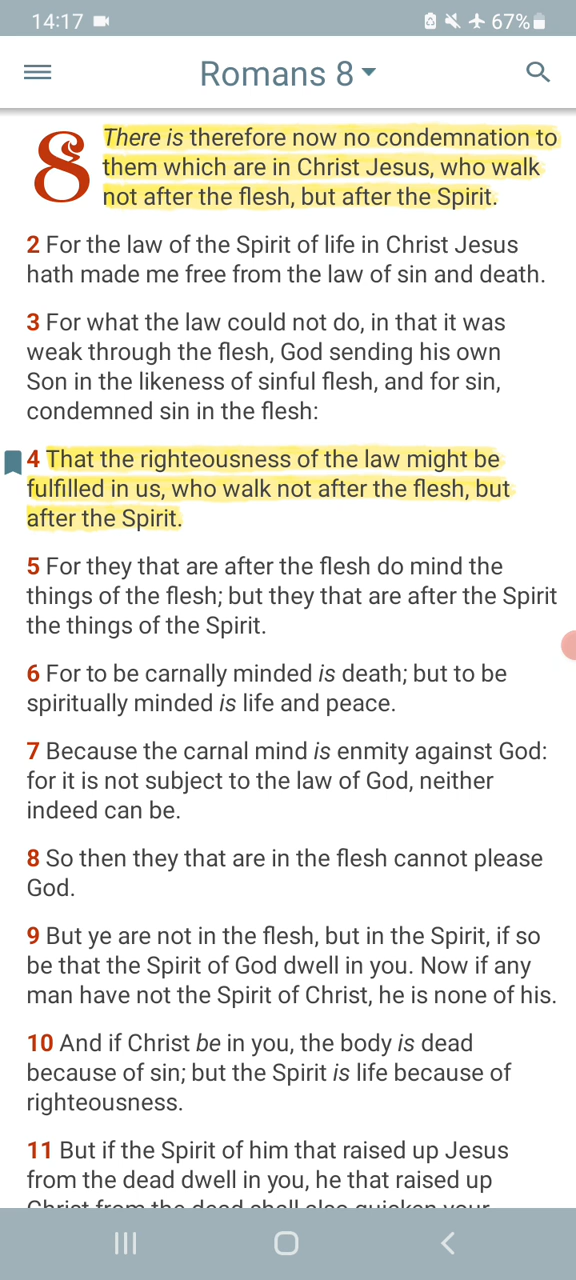 14:17 67%
Romans 8
8 There is therefore now no condemnation to
them which are in Christ Jesus, who walk
not after the flesh, but after the Spirit.
2 For the law of the Spirit of life in Christ Jesus
hath made me free from the law of sin and death.
3 For what the law could not do, in that it was
weak through the flesh, God sending his own
Son in the likeness of sinful flesh, and for sin,
condemned sin in the flesh:
4 That the righteousness of the law might be
fulfilled in us, who walk not after the flesh, but
after the Spirit.
5 For they that are after the flesh do mind the
things of the flesh; but they that are after the Spirit
the things of the Spirit.
6 For to be carnally minded is death; but to be
spiritually minded is life and peace.
7 Because the carnal mind is enmity against God:
for it is not subject to the law of God, neither
indeed can be.
8 So then they that are in the flesh cannot please
God.
9 But ye are not in the flesh, but in the Spirit, if so
be that the Spirit of God dwell in you. Now if any
man have not the Spirit of Christ, he is none of his.
10 And if Christ be in you, the body is dead
because of sin; but the Spirit is life because of
righteousness.
11 But if the Spirit of him that raised up Jesus
from the dead dwell in you, he that raised up
Christ from the dead shall also quicken your